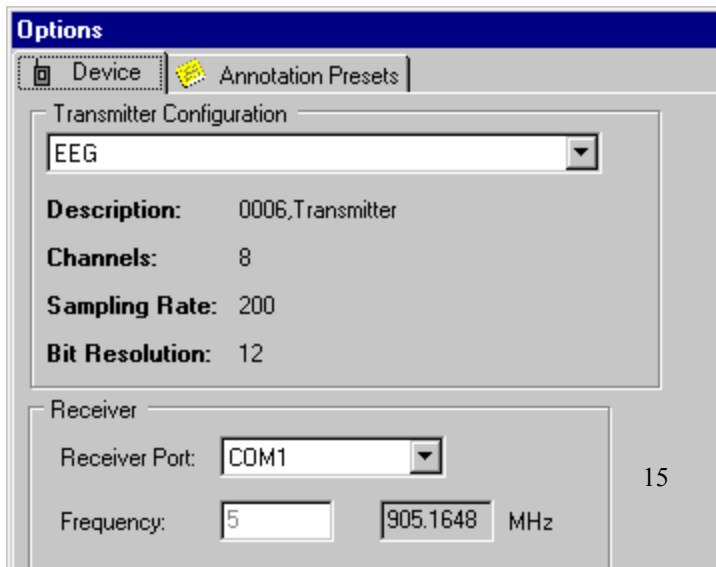 Options
Device Annotation Presets
Transmitter Configuration
EEG
Description: 0006,Transmitter
Channels: 8
Sampling Rate: 200
Bit Resolution: 12
Receiver
Receiver Port: COM1
15
Frequency: 5 905.1648 MHz